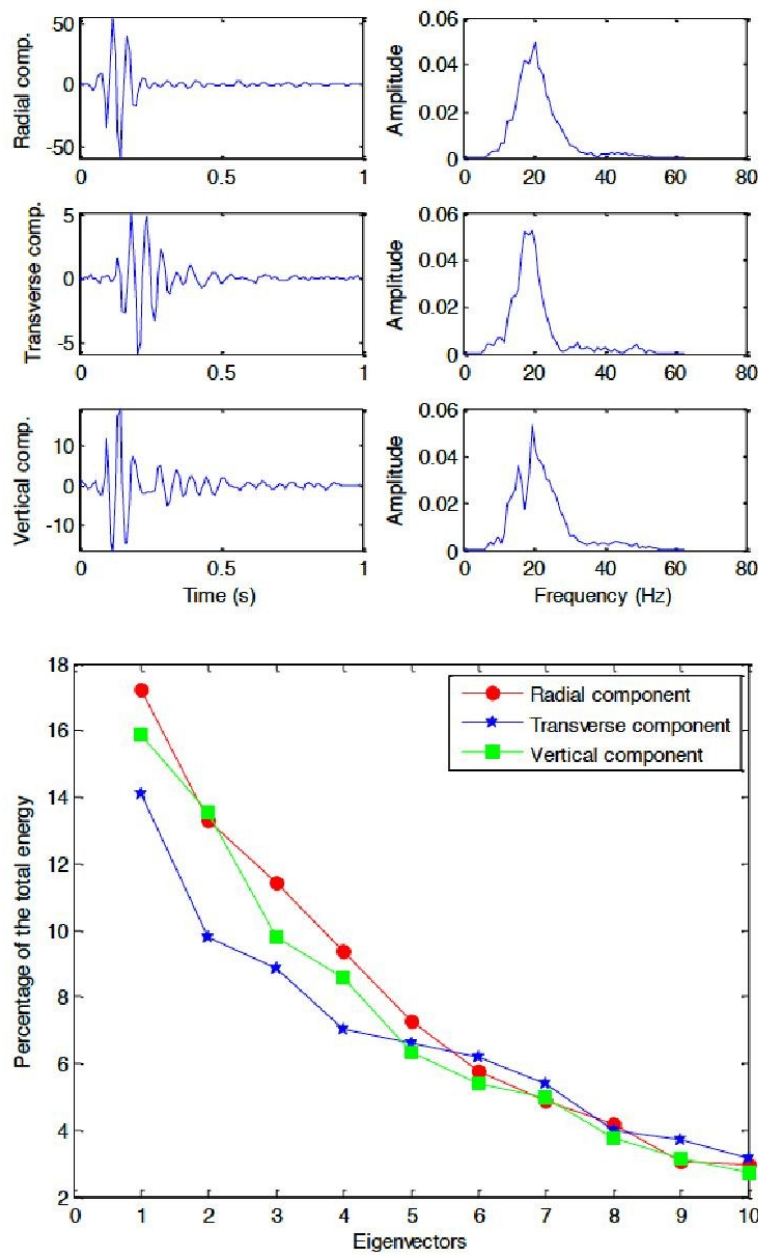 Radial comp.
50
0
-50
0 0.5 1
Amplitude
0.06
0.04
0.02
0
0 20 40 60 80
Transverse comp.
5
0
-5
0 0.5 1
Amplitude
0.06
0.04
0.02
0
0 20 40 60 80
Vertical comp.
10
0
-10
0 0.5 1
Time (s)
Amplitude
0.06
0.04
0.02
0
0 20 40 60 80
Frequency (Hz)
Percentage of the total energy
18
16
14
12
10
8
6
4
2
Radial component
Transverse component
Vertical component
0 1 2 3 4 5 6 7 8 9 10
Eigenvectors